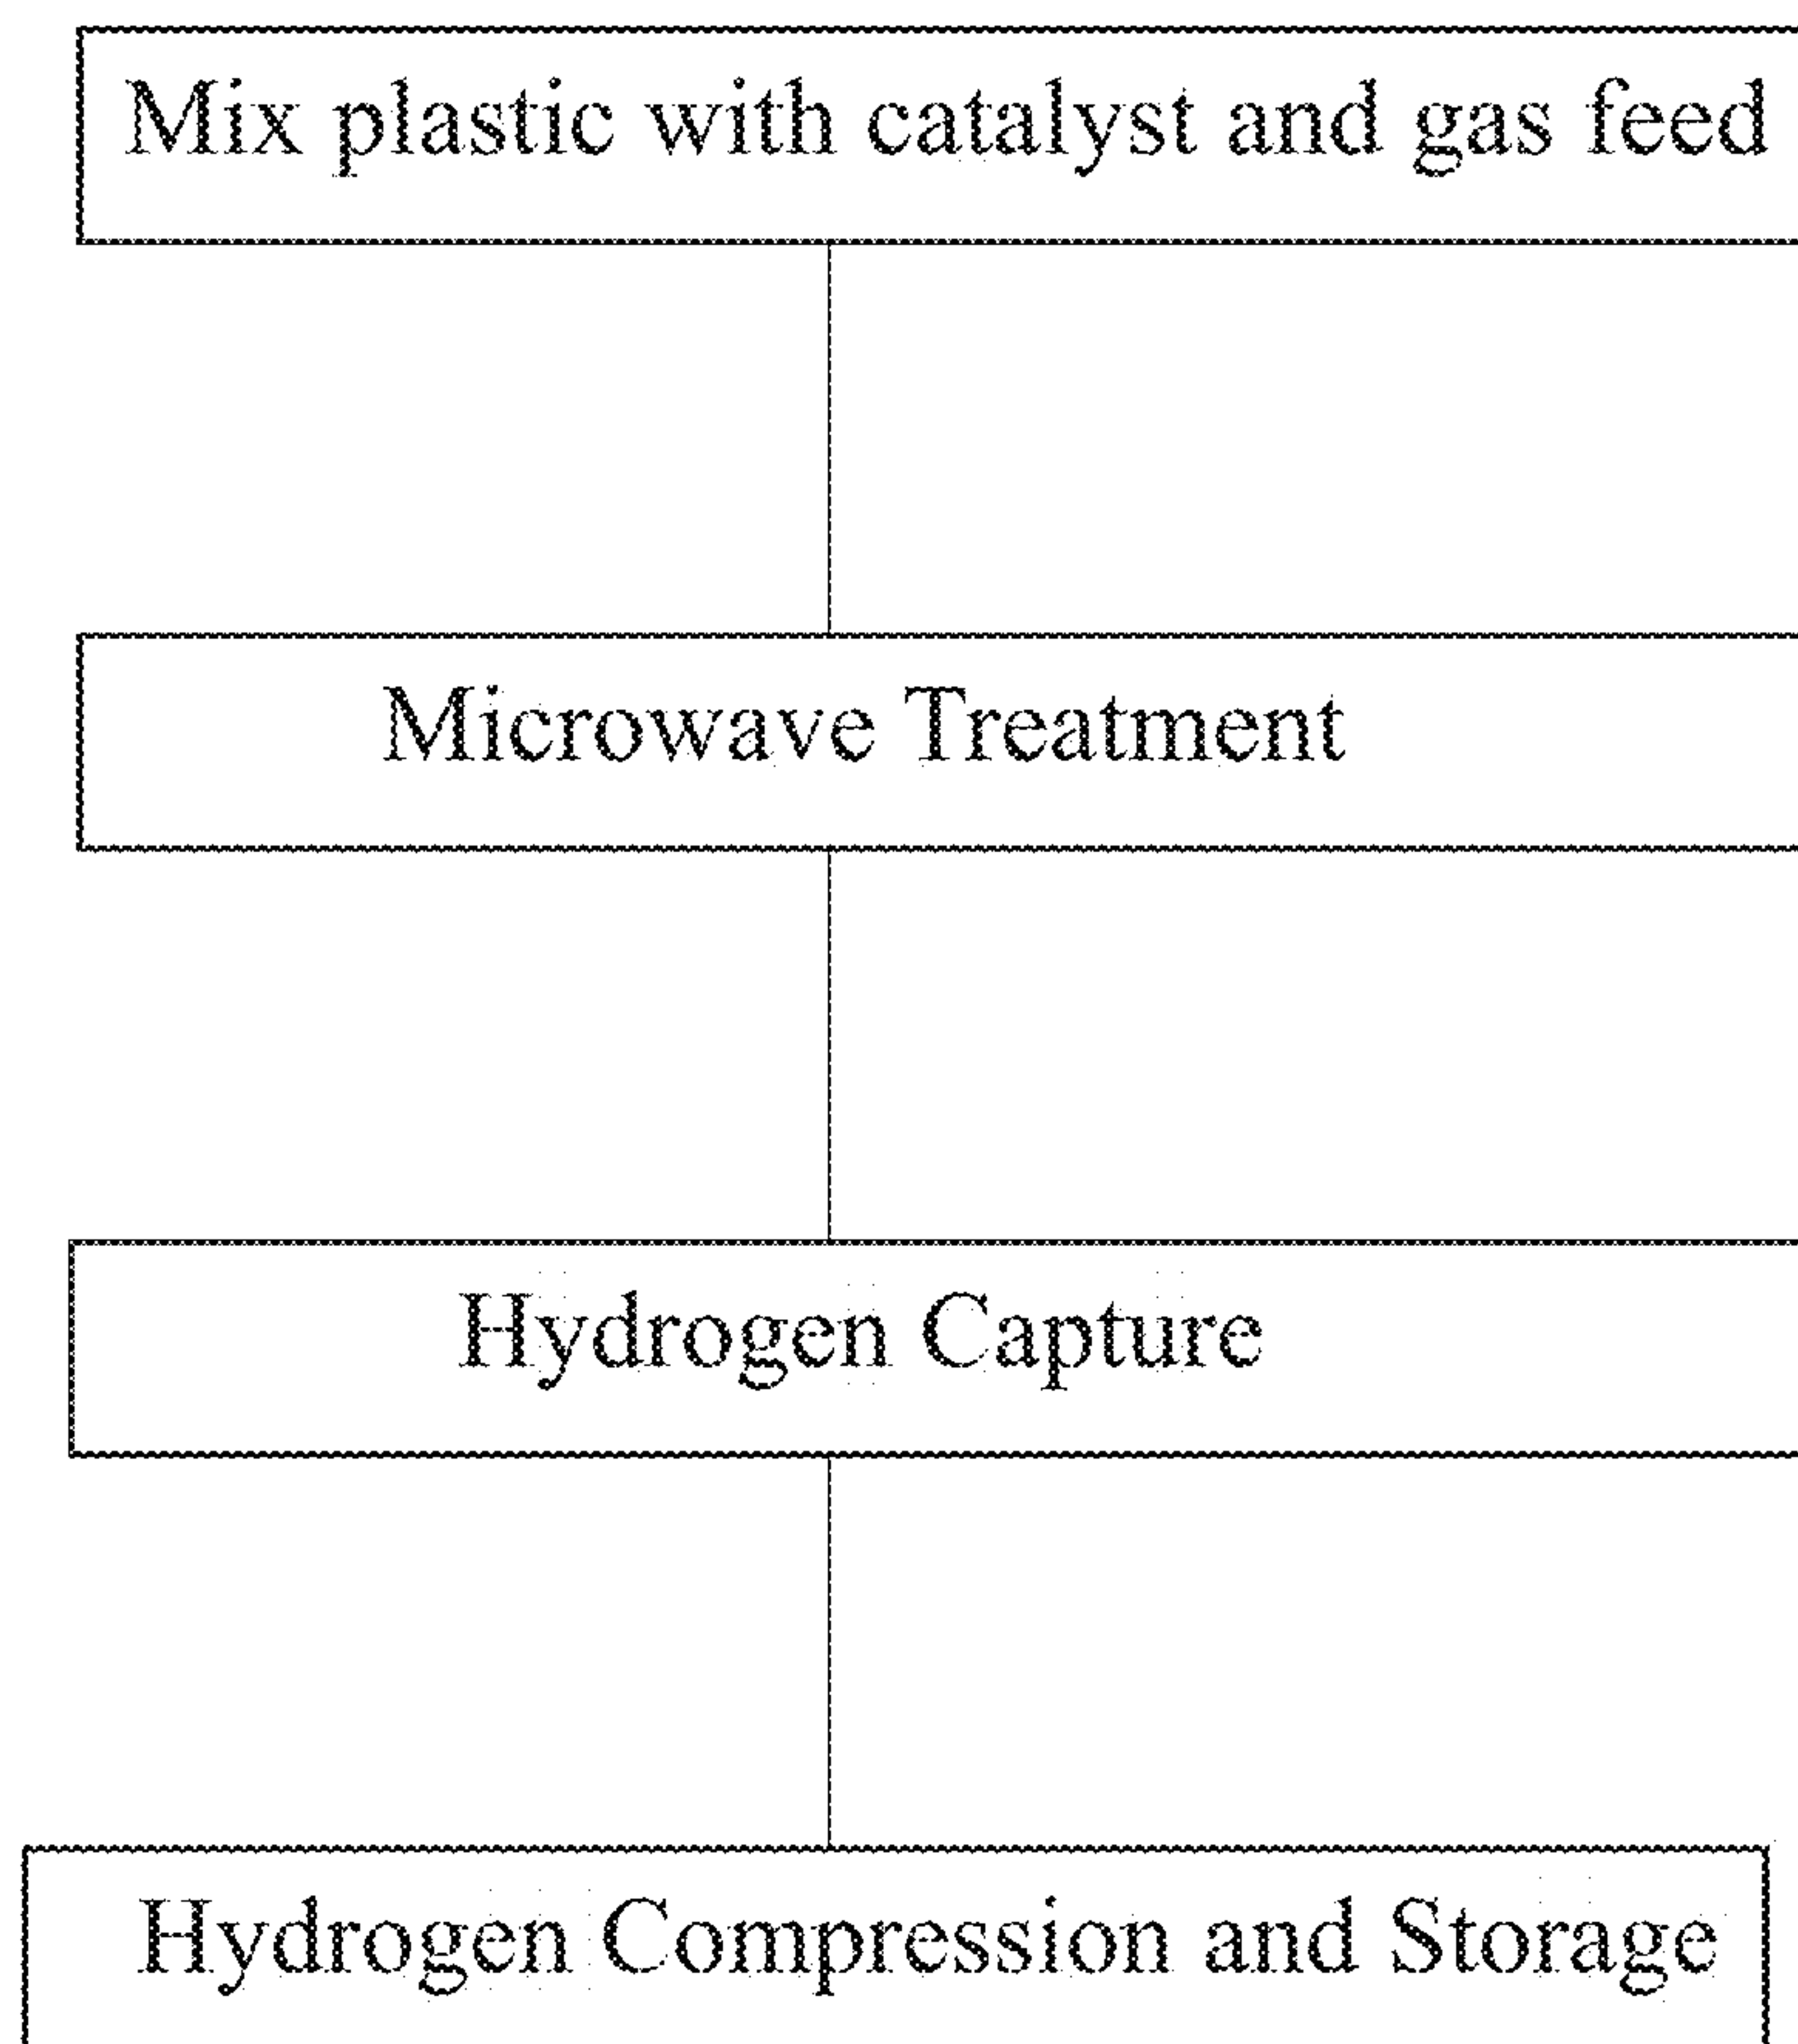 Mix plastic with catalyst and gas feed
Microwave Treatment
Hydrogen Capture
Hydrogen Compression and Storage